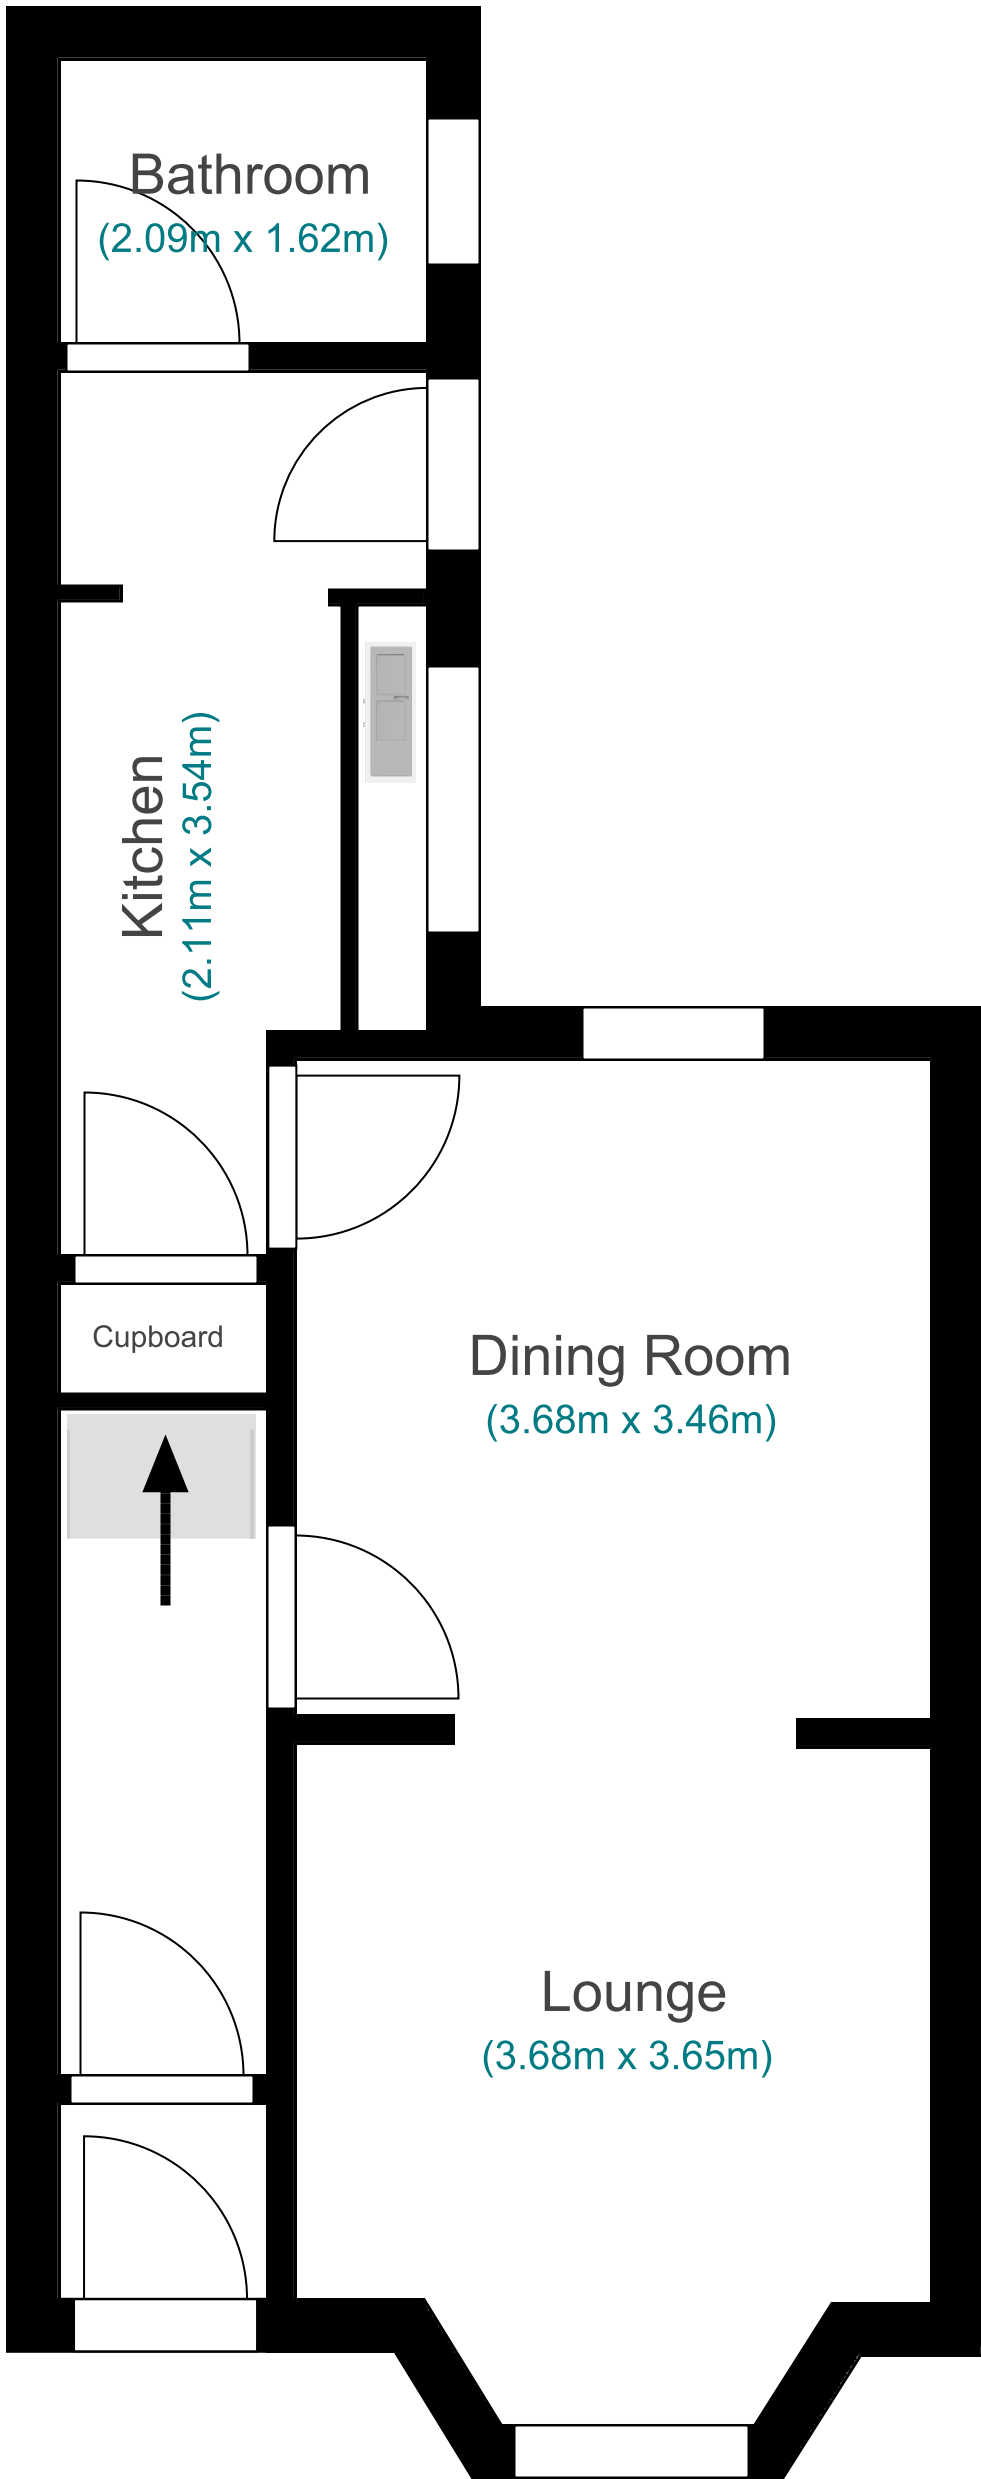 Bathroom
(2.09m x 1.62m)
Kitchen
(2.11m x 3.54m)
Cupboard
Dining Room
(3.68m x 3.46m)
Lounge
(3.68m x 3.65m)